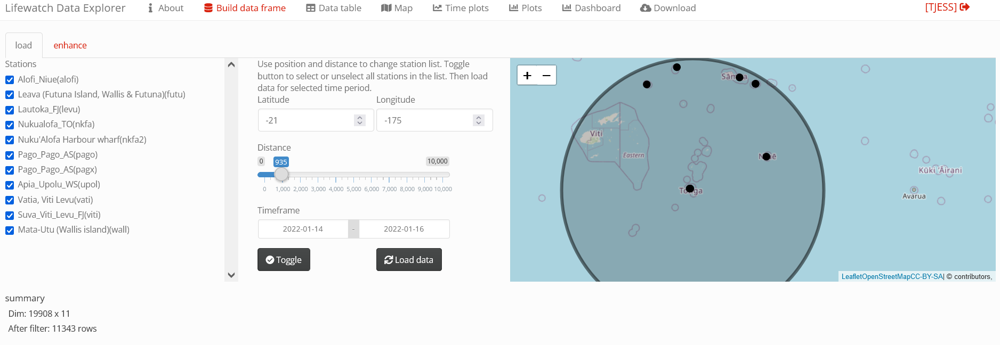 Lifewatch Data Explorer About Build data frame Data table Map Time plots Plots Dashboard Download [TJESS]
load enhance
Stations
Alofi_Niue(alofi)
Leava (Futuna Island, Wallis & Futuna)(futu)
Lautoka_FJ(levu)
Nukualofa_TO(nkfa)
Nuku'Alofa Harbour wharf(nkfa2)
Pago_Pago_AS(pago)
Pago_Pago_AS(pagx)
Apia_Upolu_WS(upol)
Vatia, Viti Levu(vati)
Suva_Viti_Levu_FJ(viti)
Mata-Utu (Wallis island)(wall)
Use position and distance to change station list. Toggle
button to select or unselect all stations in the list. Then load
data for selected time period.
Latitude Longitude
-21 -175
Distance
0 935 10,000
0 1,000 2,000 3,000 4,000 5,000 6,000 7,000 8,000 9,000 10,000
Timeframe
2022-01-14 - 2022-01-16
Toggle Load data
+ −
Viti
Eastern
Kūki 'Āirani
Avarua
LeafletOpenStreetMapCC-BY-SA| © contributors,
summary
Dim: 19908 x 11
After filter: 11343 rows